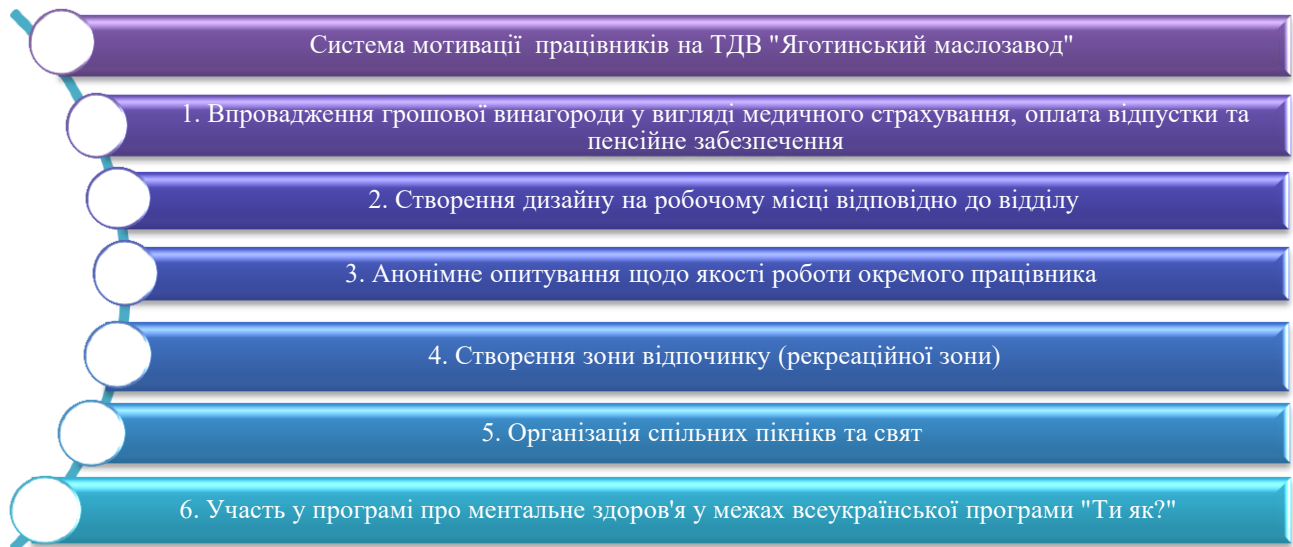 Система мотивації працівників на ТДВ "Яготинський маслозавод"
1. Впровадження грошової винагороди у вигляді медичного страхування, оплата відпустки та
пенсійне забезпечення
2. Створення дизайну на робочому місці відповідно до відділу
3. Анонімне опитування щодо якості роботи окремого працівника
4. Створення зони відпочинку (рекреаційної зони)
5. Організація спільних пікнікв та свят
6. Участь у програмі про ментальне здоров'я у межах всеукраїнської програми "Ти як?"